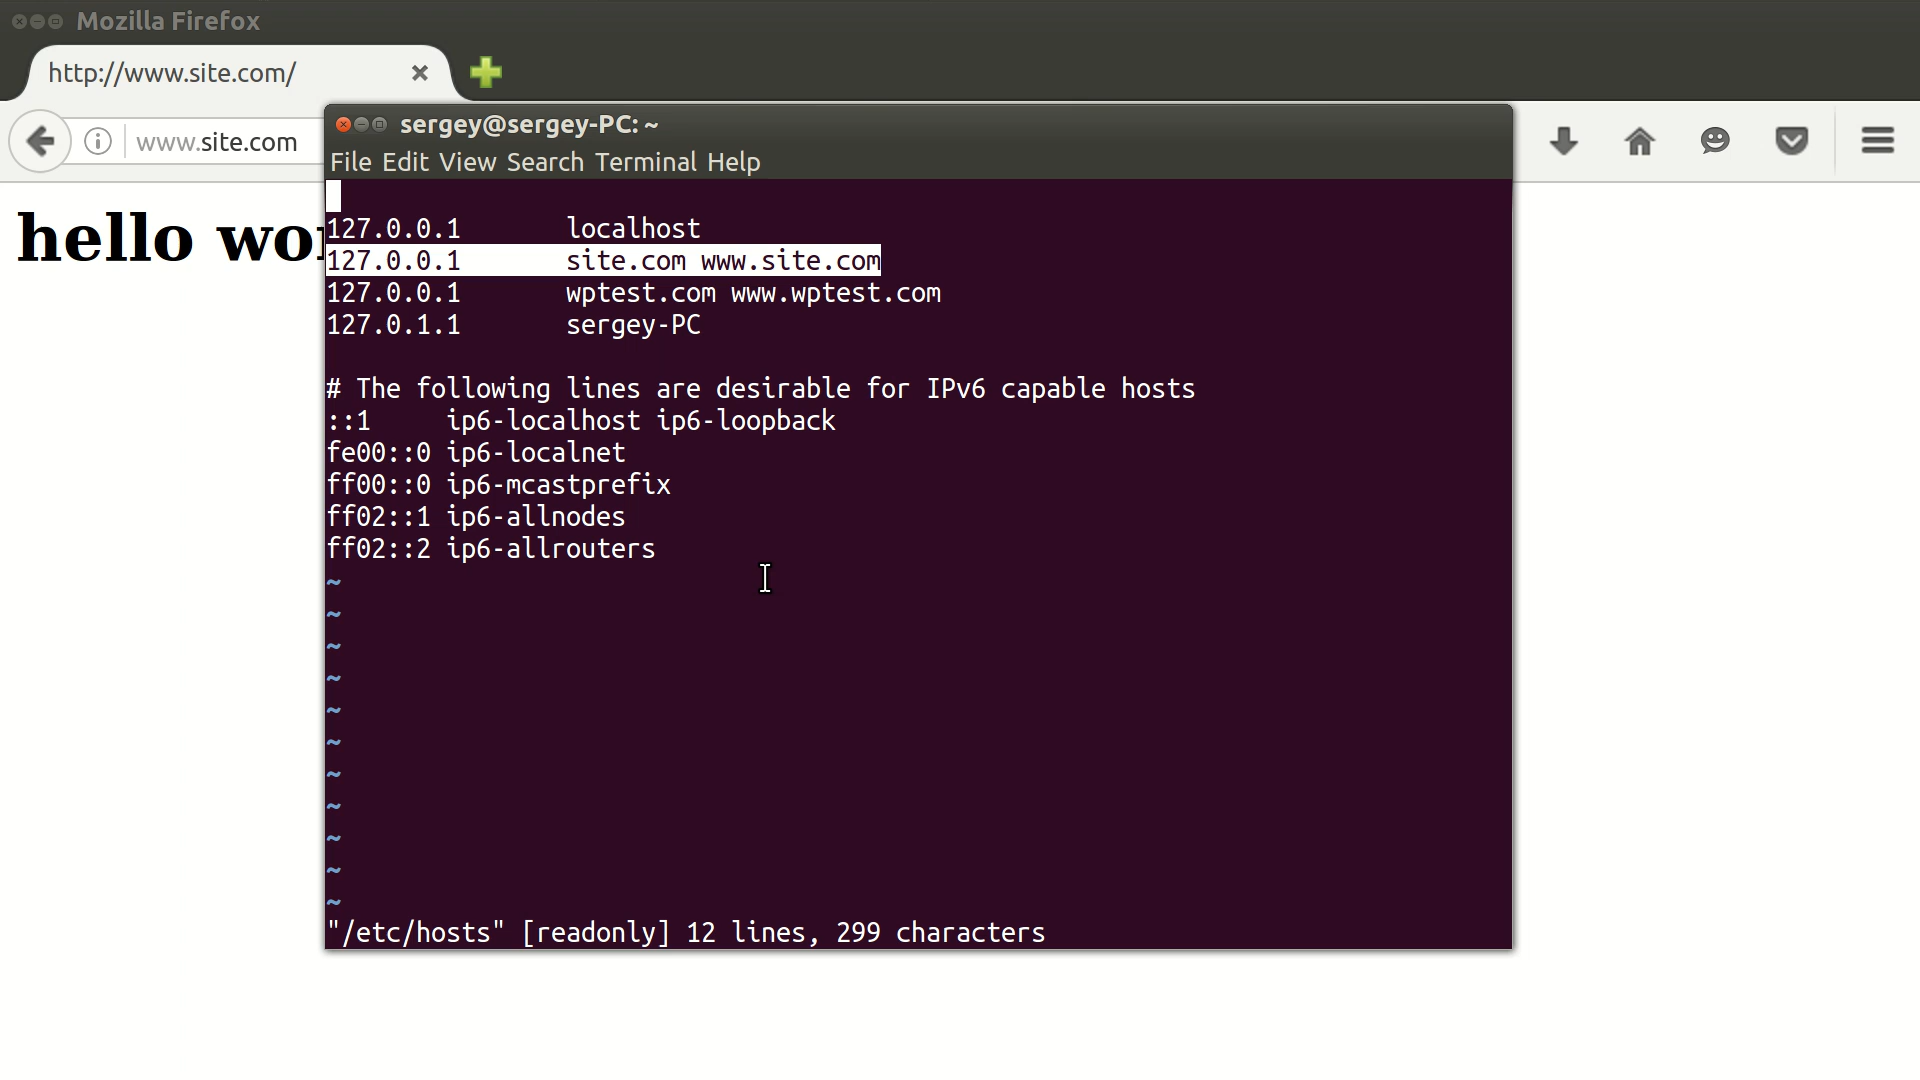 Mozilla Firefox
http://www.site.com/
www.site.com
sergey@sergey-PC: ~
File Edit View Search Terminal Help
hello
127.0.0.1 localhost
127.0.0.1 site.com www.site.com
127.0.0.1 wptest.com www.wptest.com
127.0.1.1 sergey-PC
# The following lines are desirable for IPv6 capable hosts
::1 ip6-localhost ip6-loopback
fe00::0 ip6-localnet
ff00::0 ip6-mcastprefix
ff02::1 ip6-allnodes
ff02::2 ip6-allrouters
~
~
~
~
~
~
~
~
~
~
~
"/etc/hosts" [readonly] 12 lines, 299 characters